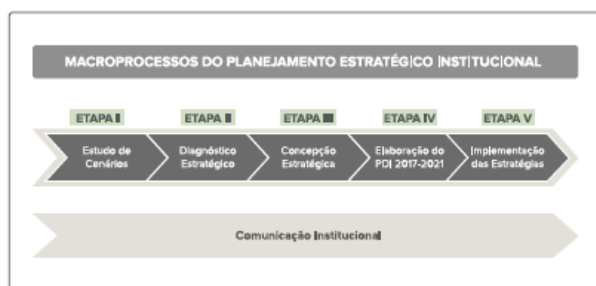 MACROPROCESSOS DO PLANEJAMENTO ESTRATÉGICO INSTITUCIONAL
ETAPA I
ETAPA II
ETAPA III
ETAPA IV
ETAPA V
Estudo de
Cenários
Diagnóstico
Estratégico
Concepção
Estratégica
Elaboração do
PDI 2017-2021
Implementação
das Estratégias
Comunicação Institucional